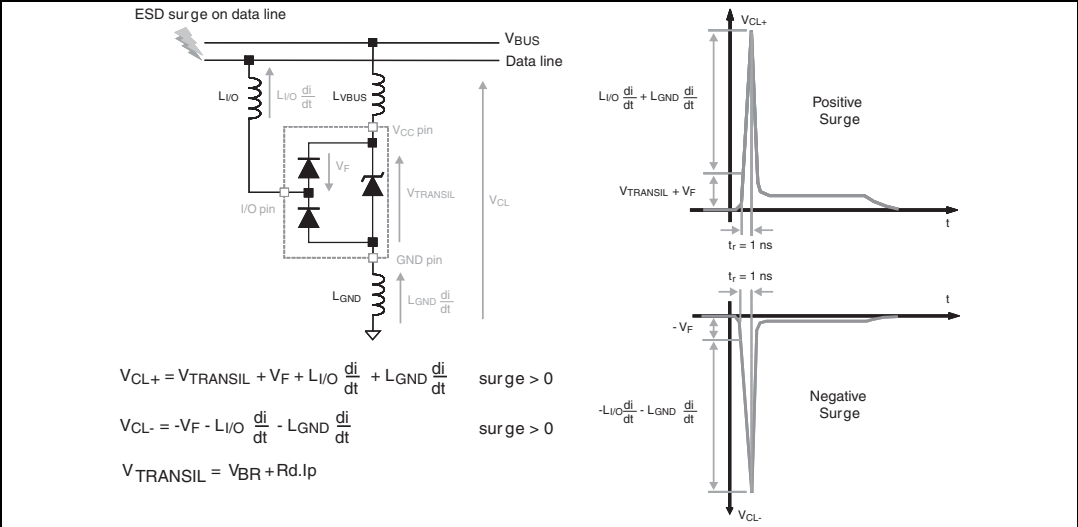 ESD surge on data line
VBUS
Data line
LI/O
LI/O di/dt
LVBUS
VCC pin
VF
VTRANSIL
VCL
I/O pin
GND pin
LGND
LGND di/dt
VCL+ = VTRANSIL + VF + LI/O di/dt + LGND di/dt surge > 0
VCL- = -VF - LI/O di/dt - LGND di/dt surge > 0
VTRANSIL = VBR + Rd.Ip
VCL+
LI/O di/dt + LGND di/dt
Positive
Surge
VTRANSIL + VF
t
tr = 1 ns
tr = 1 ns
t
- VF
-LI/O di/dt - LGND di/dt
Negative
Surge
VCL-